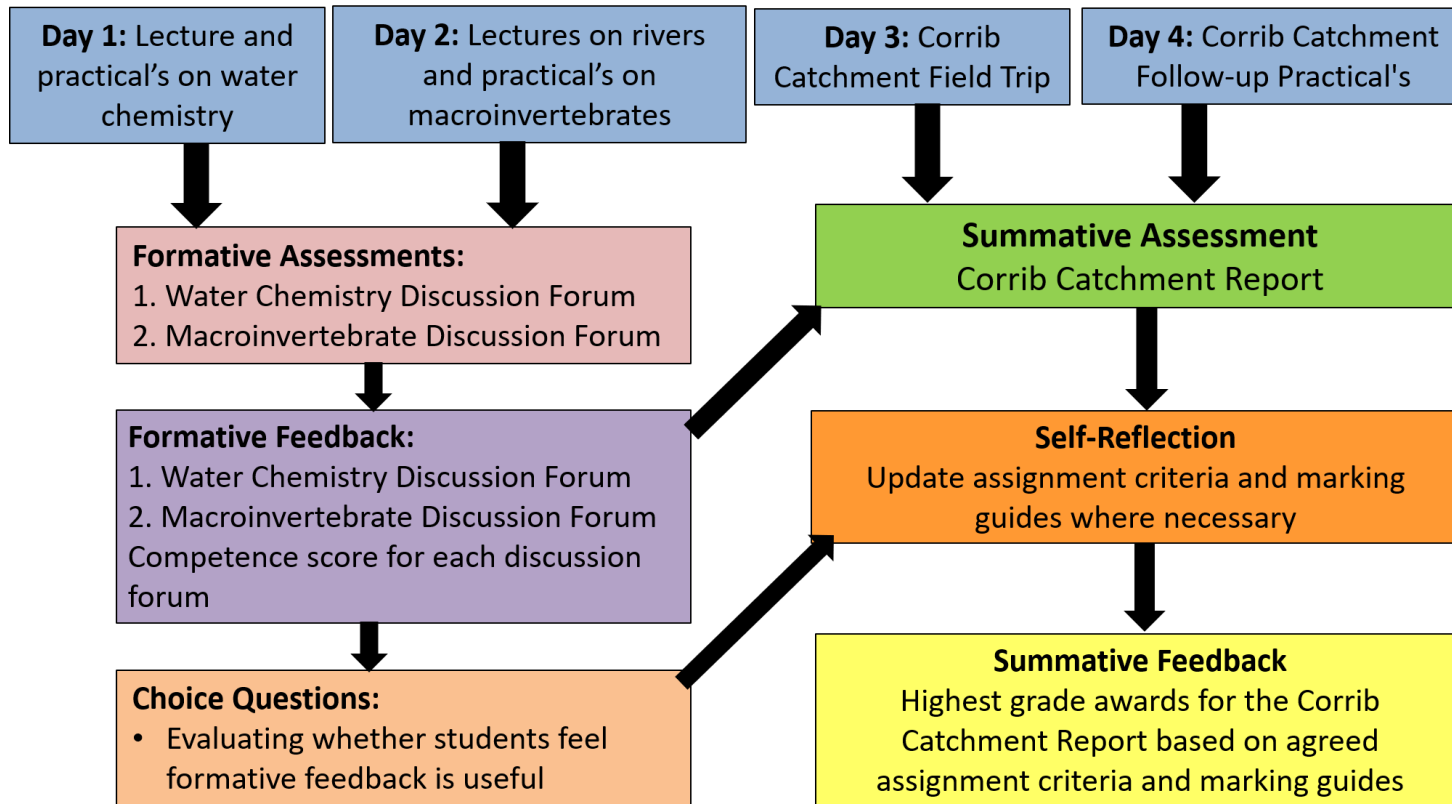 Day 1: Lecture and
practical’s on water
chemistry
Day 2: Lectures on rivers
and practical’s on
macroinvertebrates
Day 3: Corrib
Catchment Field Trip
Day 4: Corrib Catchment
Follow-up Practical's
Formative Assessments:
1. Water Chemistry Discussion Forum
2. Macroinvertebrate Discussion Forum
Formative Feedback:
1. Water Chemistry Discussion Forum
2. Macroinvertebrate Discussion Forum
Competence score for each discussion
forum
Choice Questions:
• Evaluating whether students feel
formative feedback is useful
Summative Assessment
Corrib Catchment Report
Self-Reflection
Update assignment criteria and marking
guides where necessary
Summative Feedback
Highest grade awards for the Corrib
Catchment Report based on agreed
assignment criteria and marking guides